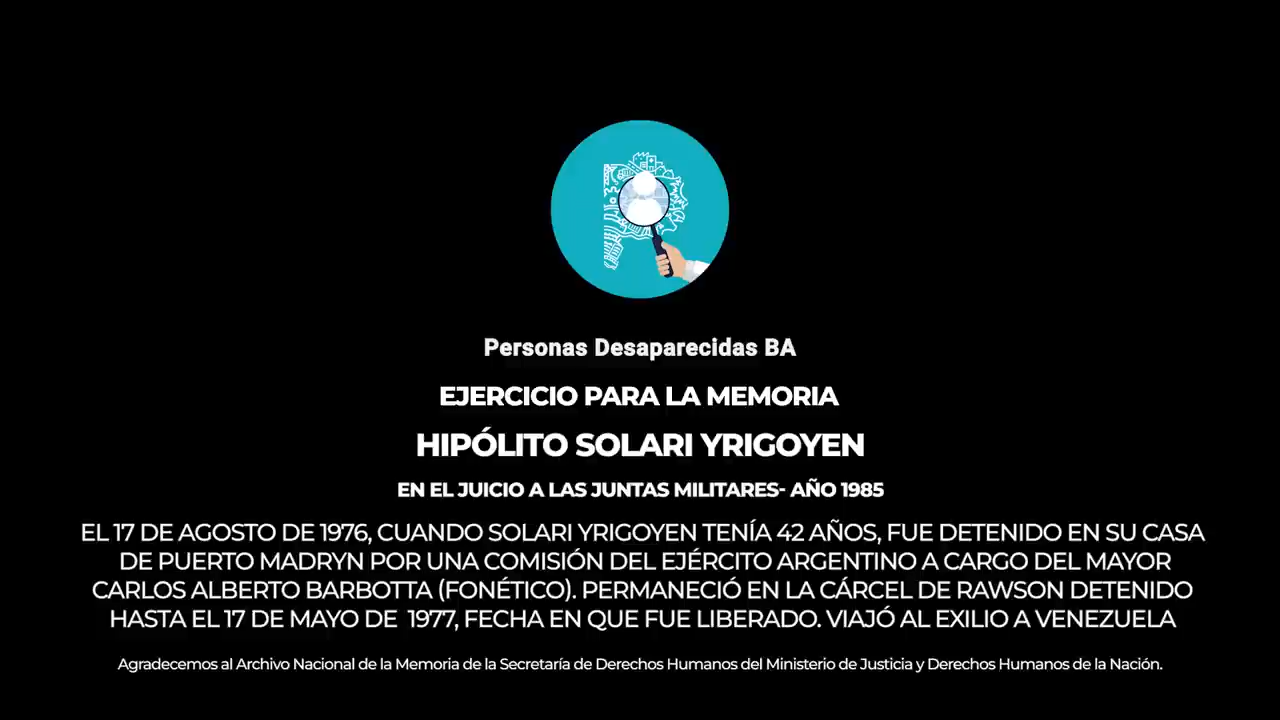 Personas Desaparecidas BA
EJERCICIO PARA LA MEMORIA
HIPÓLITO SOLARI YRIGOYEN
EN EL JUICIO A LAS JUNTAS MILITARES- AÑO 1985
EL 17 DE AGOSTO DE 1976, CUANDO SOLARI YRIGOYEN TENÍA 42 AÑOS, FUE DETENIDO EN SU CASA
DE PUERTO MADRYN POR UNA COMISIÓN DEL EJÉRCITO ARGENTINO A CARGO DEL MAYOR
CARLOS ALBERTO BARBOTTA (FONÉTICO). PERMANECIÓ EN LA CÁRCEL DE RAWSON DETENIDO
HASTA EL 17 DE MAYO DE  1977, FECHA EN QUE FUE LIBERADO. VIAJÓ AL EXILIO A VENEZUELA
Agradecemos al Archivo Nacional de la Memoria de la Secretaría de Derechos Humanos del Ministerio de Justicia y Derechos Humanos de la Nación.